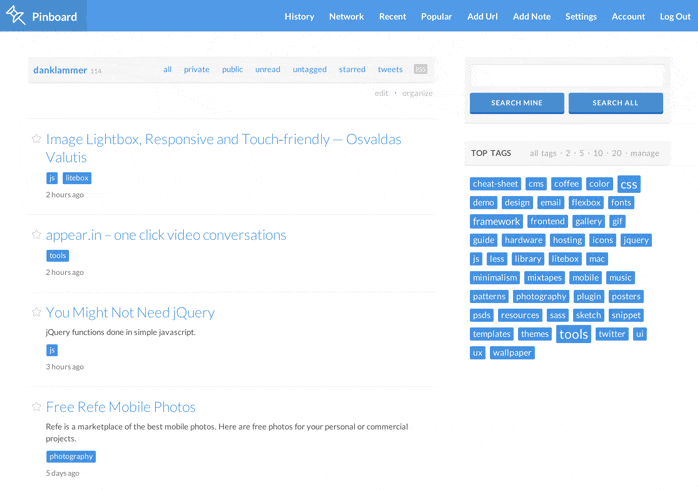 Pinboard
History Network Recent Popular Add Url Add Note Settings Account Log Out
danklammer 114
all private public unread untagged starred tweets RSS
edit · organize
Image Lightbox, Responsive and Touch-friendly — Osvaldas
Valutis
js litebox
2 hours ago
appear.in – one click video conversations
tools
2 hours ago
You Might Not Need jQuery
jQuery functions done in simple javascript.
js
3 hours ago
Free Refe Mobile Photos
Refe is a marketplace of the best mobile photos. Here are free photos for your personal or commercial
projects.
photography
5 days ago
SEARCH MINE SEARCH ALL
TOP TAGS all tags · 2 · 5 · 10 · 20 · manage
cheat-sheet cms coffee color css
demo design email flexbox fonts
framework frontend gallery gif
guide hardware hosting icons jquery
js less library litebox mac
minimalism mixtapes mobile music
patterns photography plugin posters
psds resources sass sketch snippet
templates themes tools twitter ui
ux wallpaper